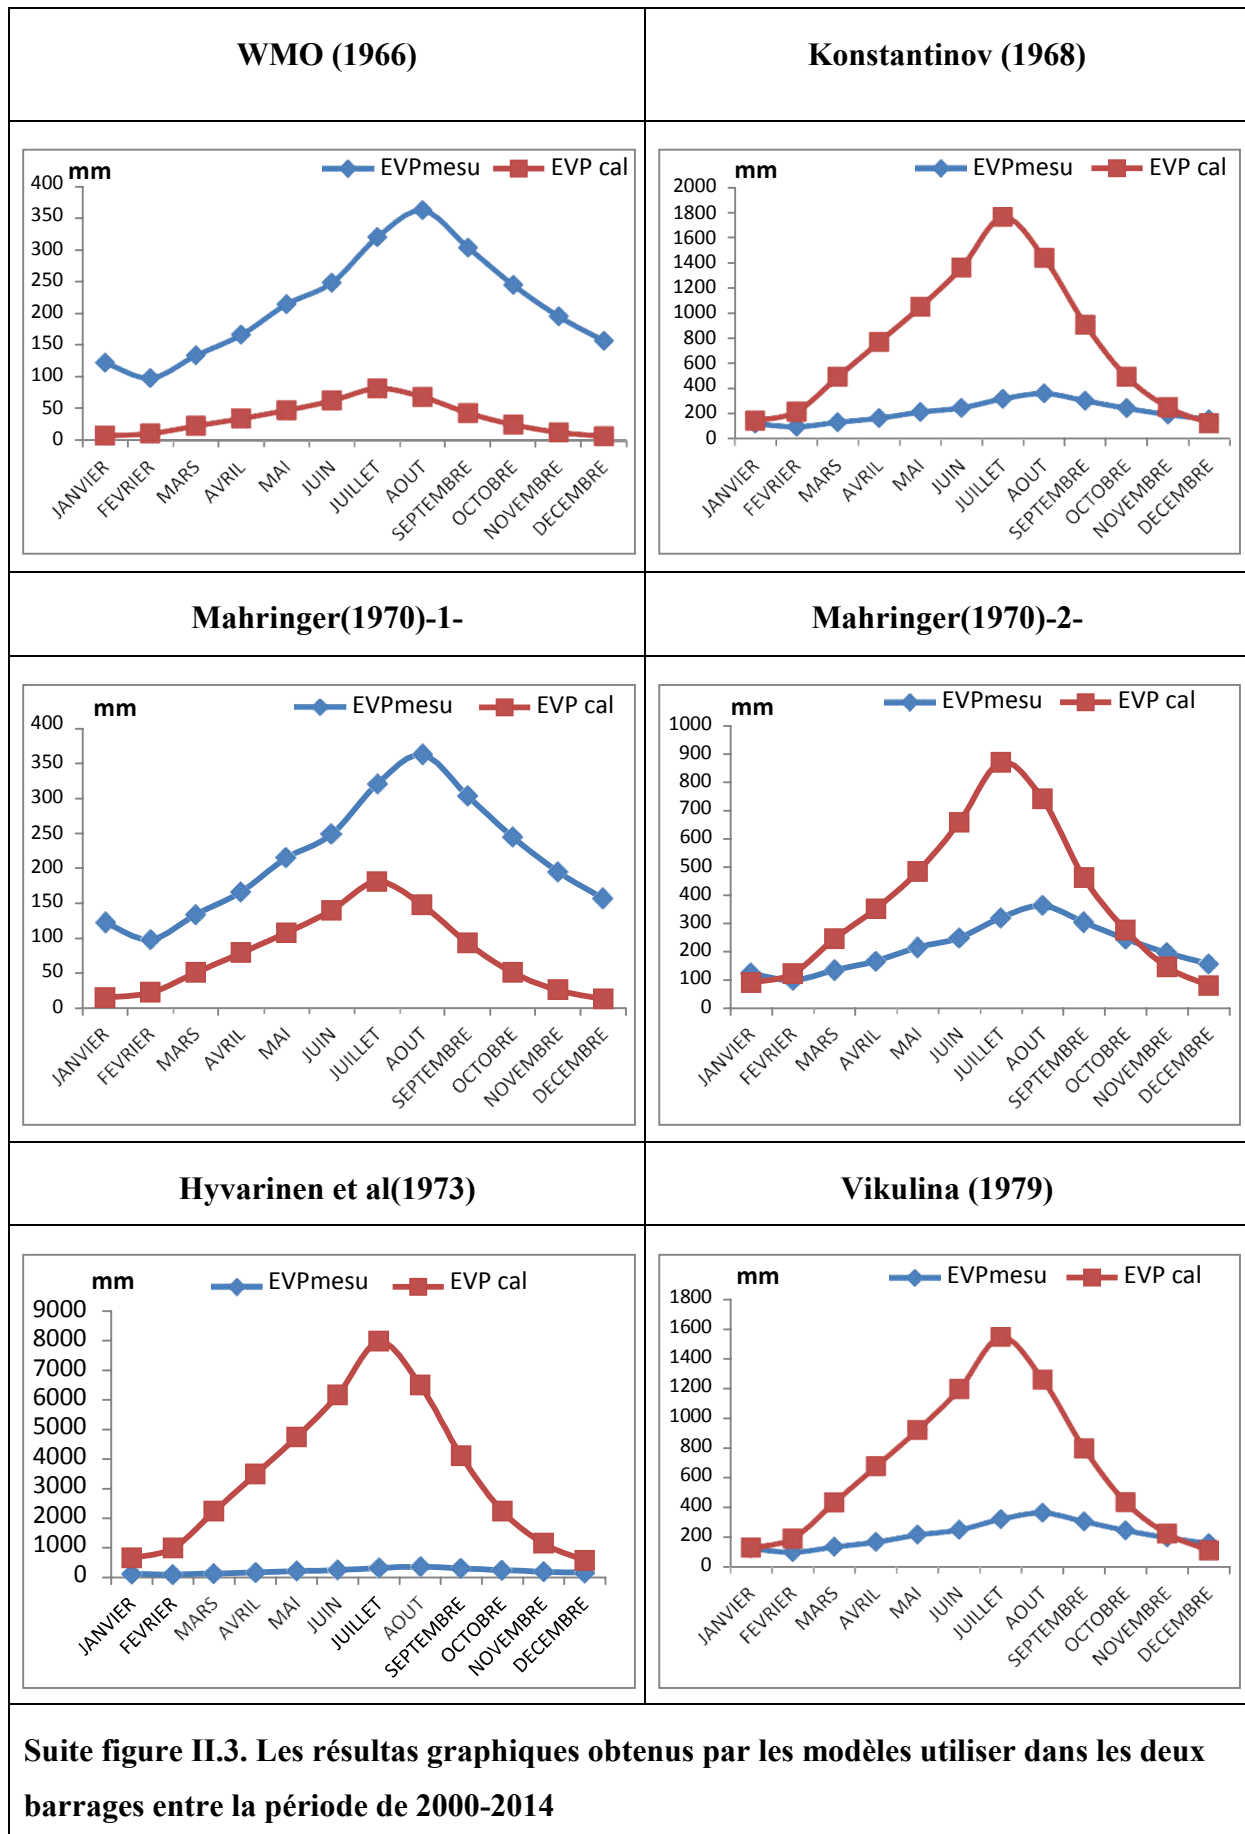 WMO (1966)
Konstantinov (1968)
mm
EVPmesu
EVP cal
400
350
300
250
200
150
100
50
0
JANVIER
FEVRIER
MARS
AVRIL
MAI
JUIN
JUILLET
AOUT
SEPTEMBRE
OCTOBRE
NOVEMBRE
DECEMBRE
mm
EVPmesu
EVP cal
2000
1800
1600
1400
1200
1000
800
600
400
200
0
JANVIER
FEVRIER
MARS
AVRIL
MAI
JUIN
JUILLET
AOUT
SEPTEMBRE
OCTOBRE
NOVEMBRE
DECEMBRE
Mahringer(1970)-1-
Mahringer(1970)-2-
mm
EVPmesu
EVP cal
400
350
300
250
200
150
100
50
0
JANVIER
FEVRIER
MARS
AVRIL
MAI
JUIN
JUILLET
AOUT
SEPTEMBRE
OCTOBRE
NOVEMBRE
DECEMBRE
mm
EVPmesu
EVP cal
1000
900
800
700
600
500
400
300
200
100
0
JANVIER
FEVRIER
MARS
AVRIL
MAI
JUIN
JUILLET
AOUT
SEPTEMBRE
OCTOBRE
NOVEMBRE
DECEMBRE
Hyvarinen et al(1973)
Vikulina (1979)
mm
EVPmesu
EVP cal
9000
8000
7000
6000
5000
4000
3000
2000
1000
0
JANVIER
FEVRIER
MARS
AVRIL
MAI
JUIN
JUILLET
AOUT
SEPTEMBRE
OCTOBRE
NOVEMBRE
DECEMBRE
mm
EVPmesu
EVP cal
1800
1600
1400
1200
1000
800
600
400
200
0
JANVIER
FEVRIER
MARS
AVRIL
MAI
JUIN
JUILLET
AOUT
SEPTEMBRE
OCTOBRE
NOVEMBRE
DECEMBRE
Suite figure II.3. Les résultas graphiques obtenus par les modèles utiliser dans les deux
barrages entre la période de 2000-2014